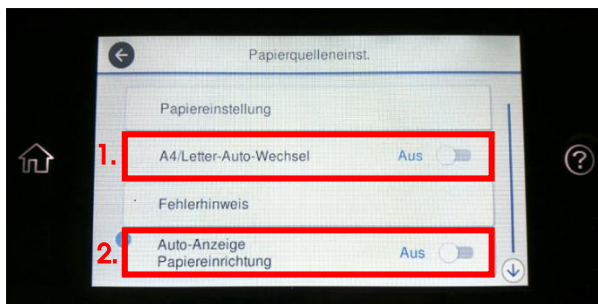 Papierquelleneinst.
Papiereinstellung
1.
A4/Letter-Auto-Wechsel Aus
Fehlerhinweis
2.
Auto-Anzeige
Papiereinrichtung Aus
?